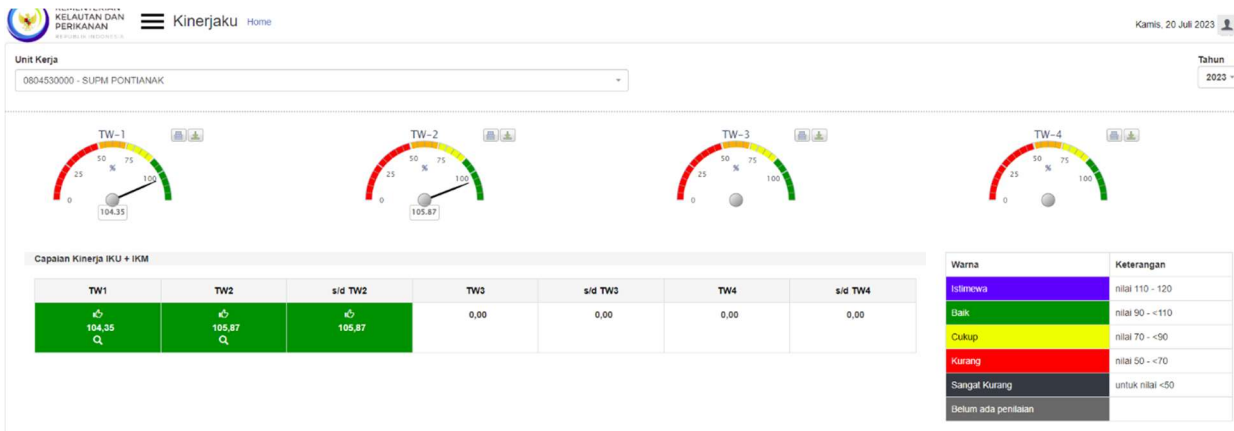 KEMENTERIAN
KELAUTAN DAN
PERIKANAN
REPUBLIK INDONESIA
Kinerjaku Home
Kamis, 20 Juli 2023
Unit Kerja
Tahun
0804530000 - SUPM PONTIANAK
2023
TW-1
0 25 50 75 100
%
104.35
TW-2
0 25 50 75 100
%
105.87
TW-3
0 25 50 75 100
%
TW-4
0 25 50 75 100
%
Capaian Kinerja IKU + IKM
TW1 TW2 s/d TW2 TW3 s/d TW3 TW4 s/d TW4
104,35 105,87 105,87 0,00 0,00 0,00 0,00
Warna Keterangan
Istimewa nilai 110 - 120
Baik nilai 90 - <110
Cukup nilai 70 - <90
Kurang nilai 50 - <70
Sangat Kurang untuk nilai <50
Belum ada penilaian